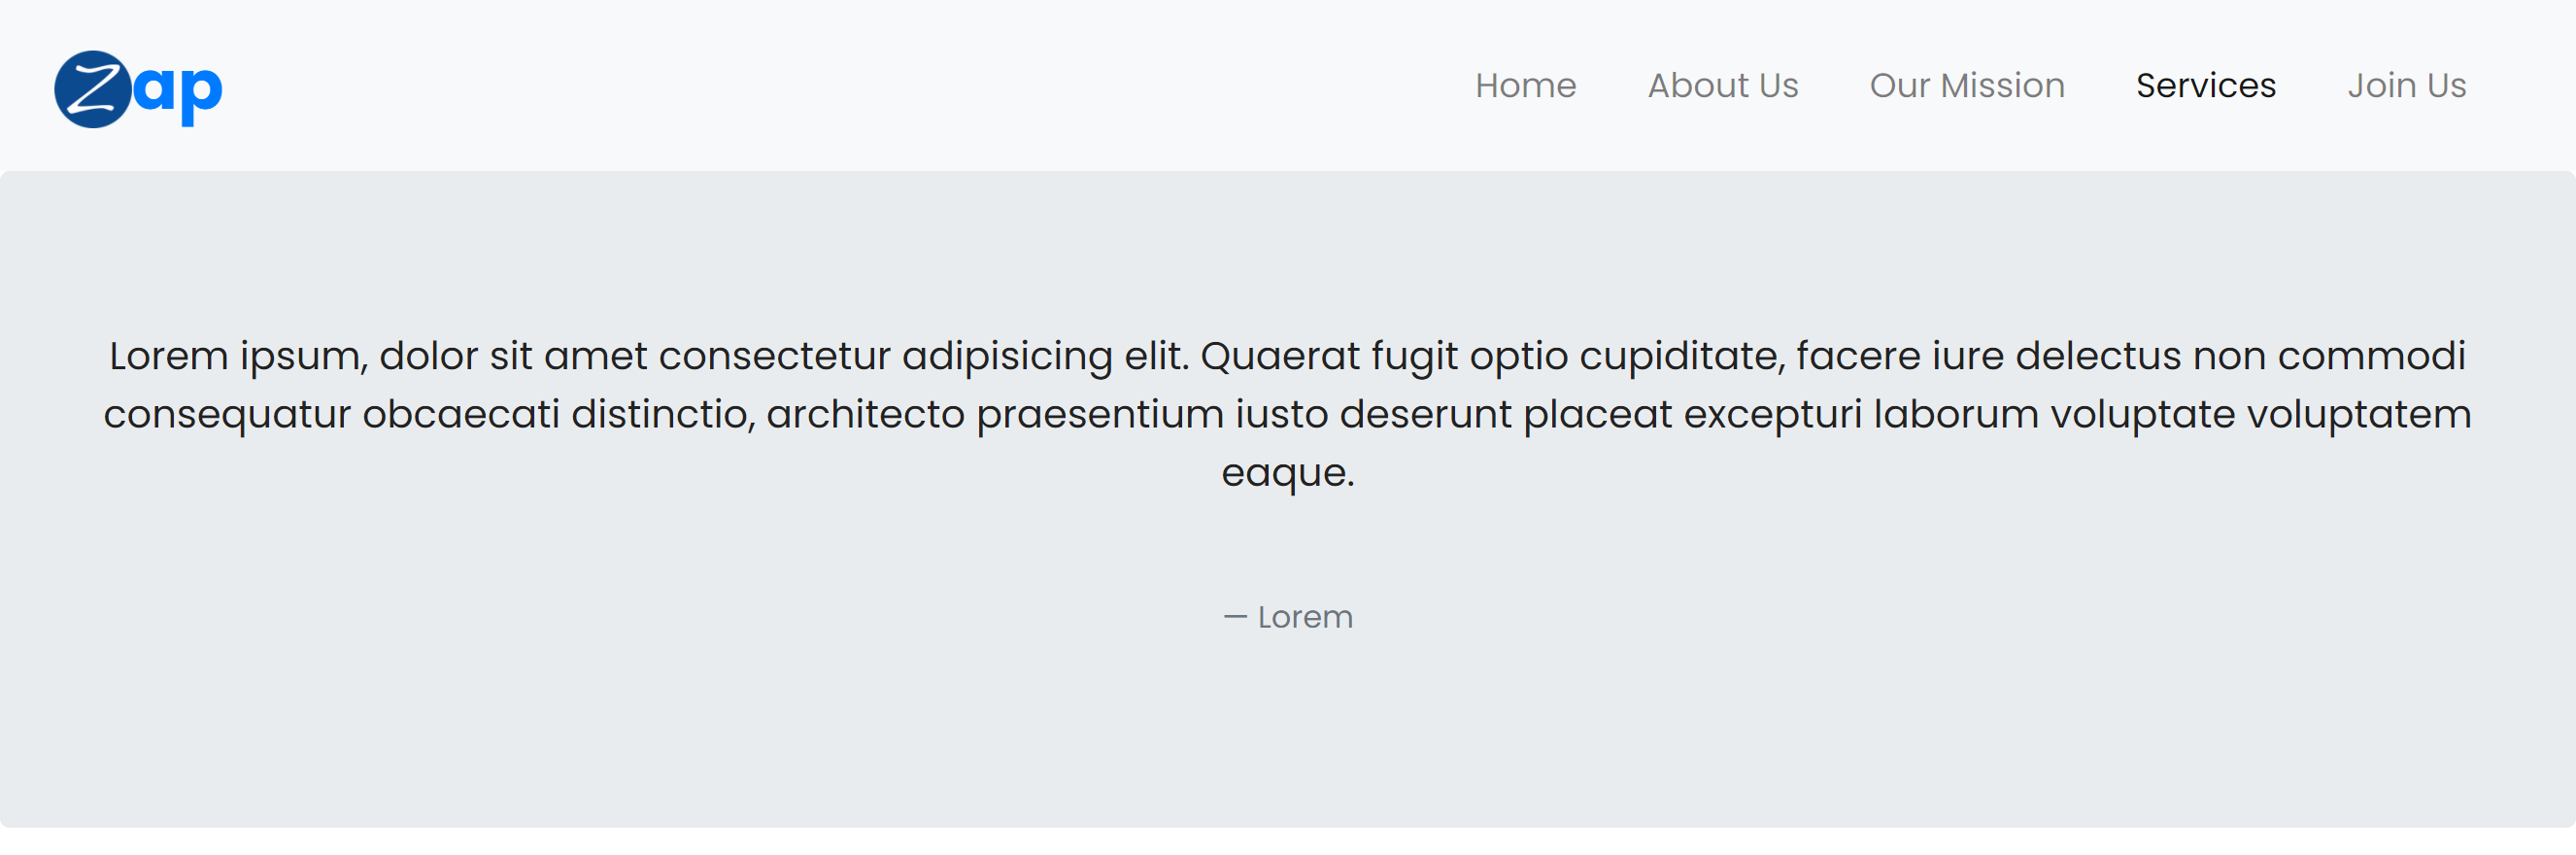 Zap
Home About Us Our Mission Services Join Us
Lorem ipsum, dolor sit amet consectetur adipisicing elit. Quaerat fugit optio cupiditate, facere iure delectus non commodi
consequatur obcaecati distinctio, architecto praesentium iusto deserunt placeat excepturi laborum voluptate voluptatem
eaque.
— Lorem